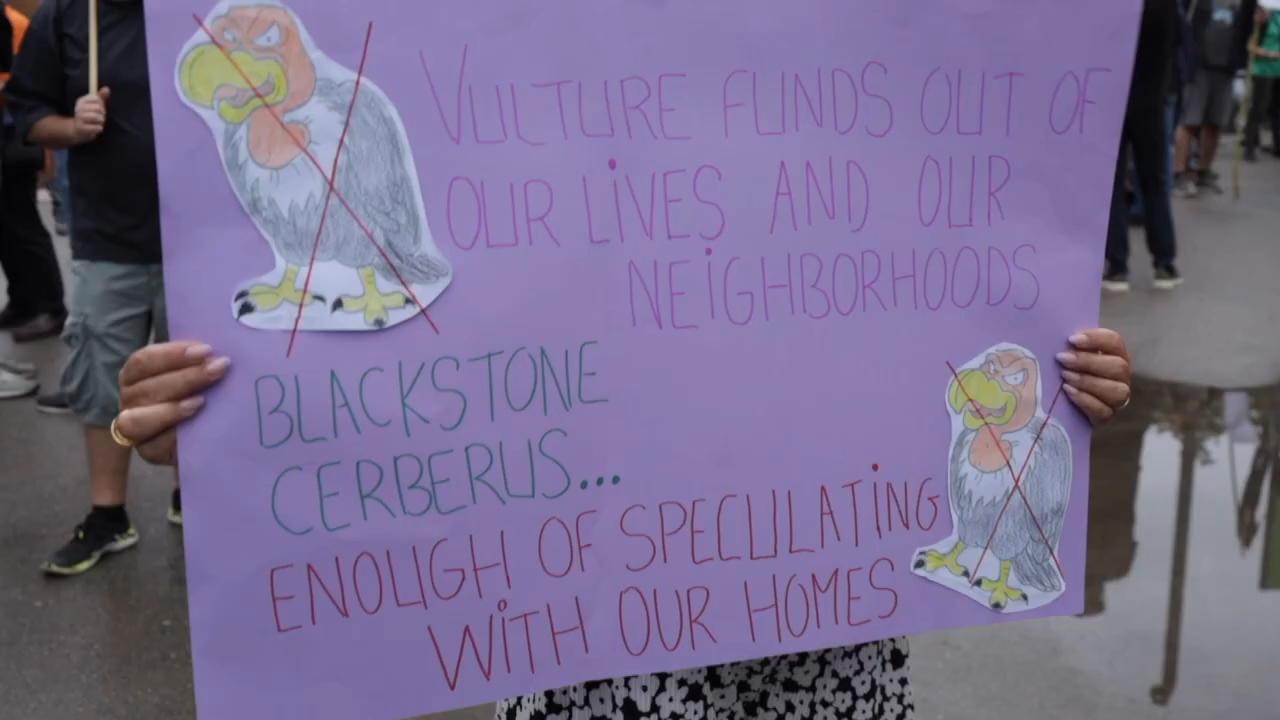 VULTURE FUNDS OUT OF
OUR LiVES AND OUR
NEiGHBORHOODS
BLACKSTONE
CERBERUS...
ENOUGH OF SPECULATiNG
WiTH OUR HOMES